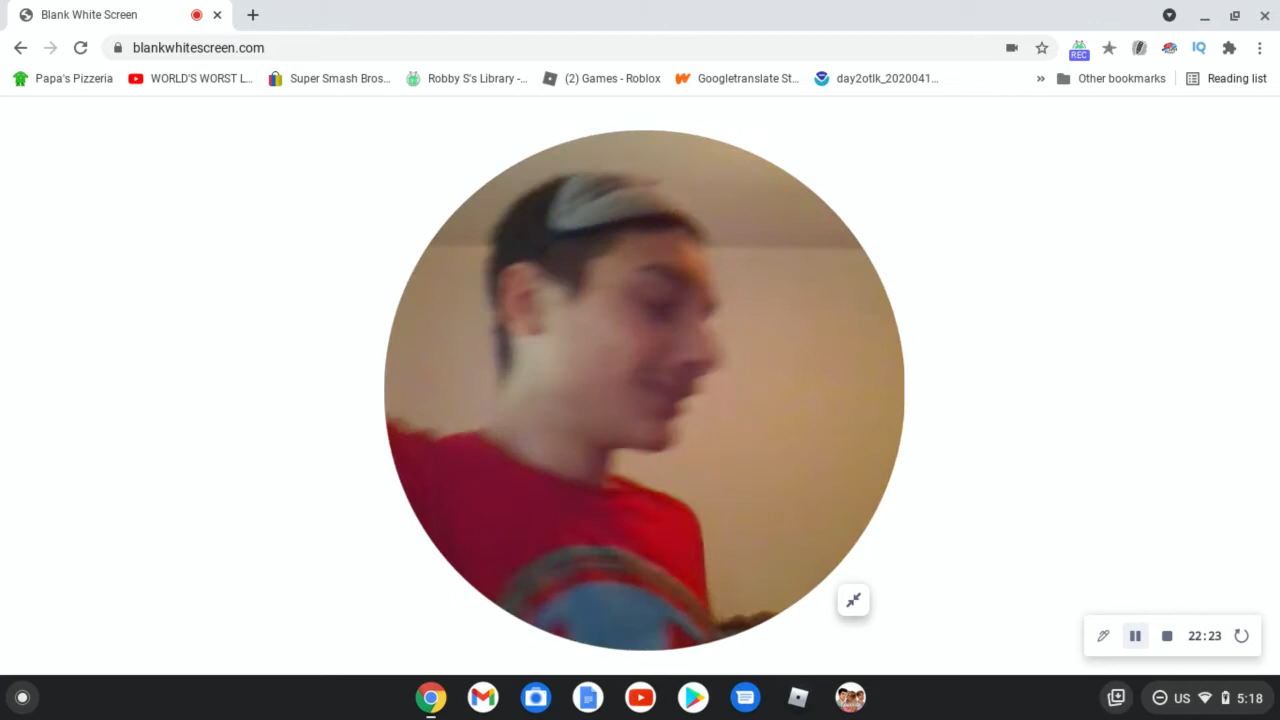 Blank White Screen
blankwhitescreen.com
REC
IQ
Papa's Pizzeria
WORLD'S WORST L...
Super Smash Bros...
Robby S's Library -...
(2) Games - Roblox
Googletranslate St...
day2otlk_2020041...
»
Other bookmarks
Reading list
22:23
US
5:18